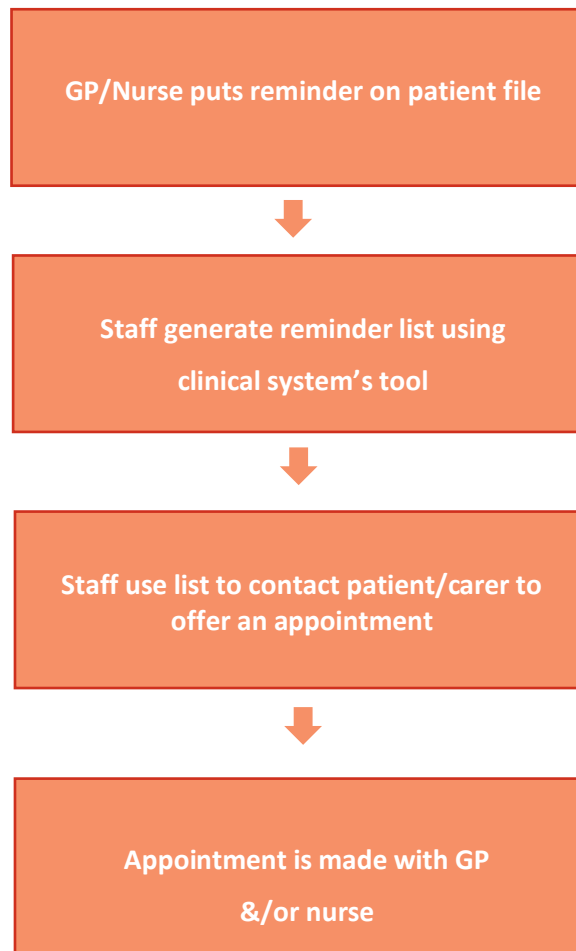 GP/Nurse puts reminder on patient file
Staff generate reminder list using
clinical system’s tool
Staff use list to contact patient/carer to
offer an appointment
Appointment is made with GP
&/or nurse